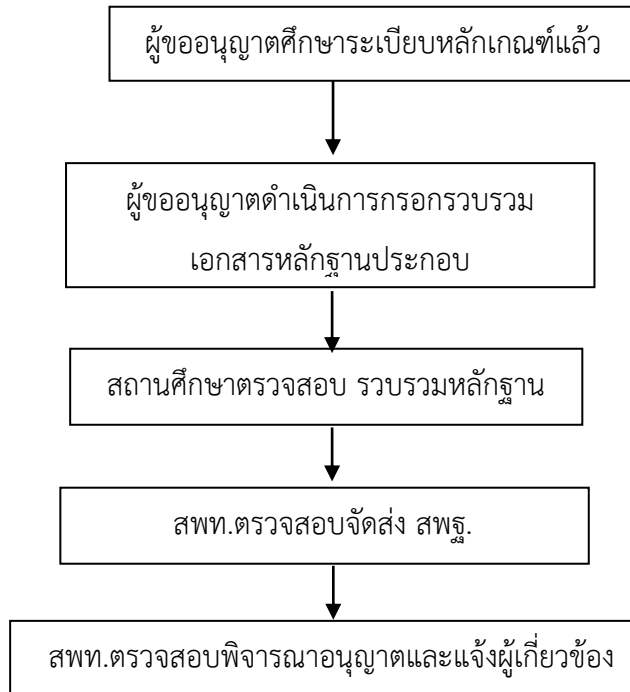 ผู้ขออนุญาตศึกษาระเบียบหลักเกณฑ์แล้ว
ผู้ขออนุญาตดำเนินการกรอกรวบรวม
เอกสารหลักฐานประกอบ
สถานศึกษาตรวจสอบ รวบรวมหลักฐาน
สพท.ตรวจสอบจัดส่ง สพฐ.
สพท.ตรวจสอบพิจารณาอนุญาตและแจ้งผู้เกี่ยวข้อง